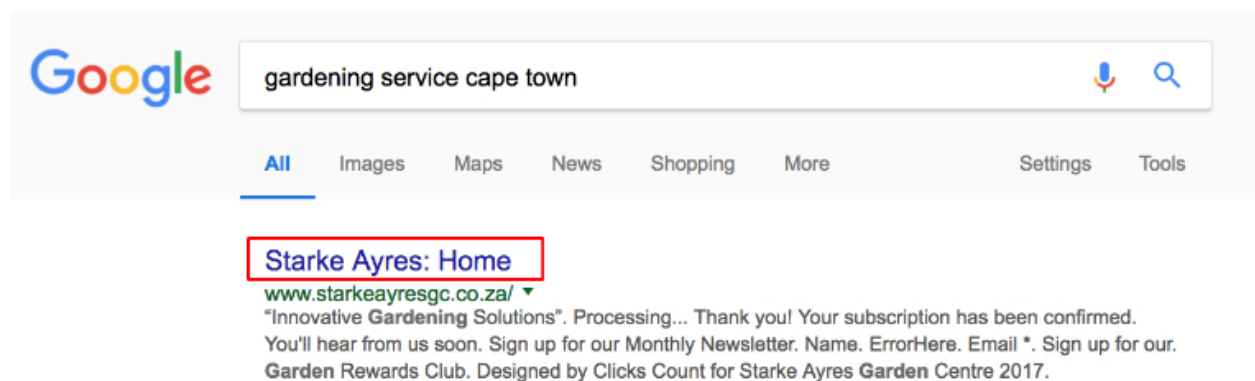 Google
gardening service cape town
All Images Maps News Shopping More Settings Tools
Starke Ayres: Home
www.starkeayresgc.co.za/
“Innovative Gardening Solutions”. Processing... Thank you! Your subscription has been confirmed.
You'll hear from us soon. Sign up for our Monthly Newsletter. Name. ErrorHere. Email *. Sign up for our.
Garden Rewards Club. Designed by Clicks Count for Starke Ayres Garden Centre 2017.